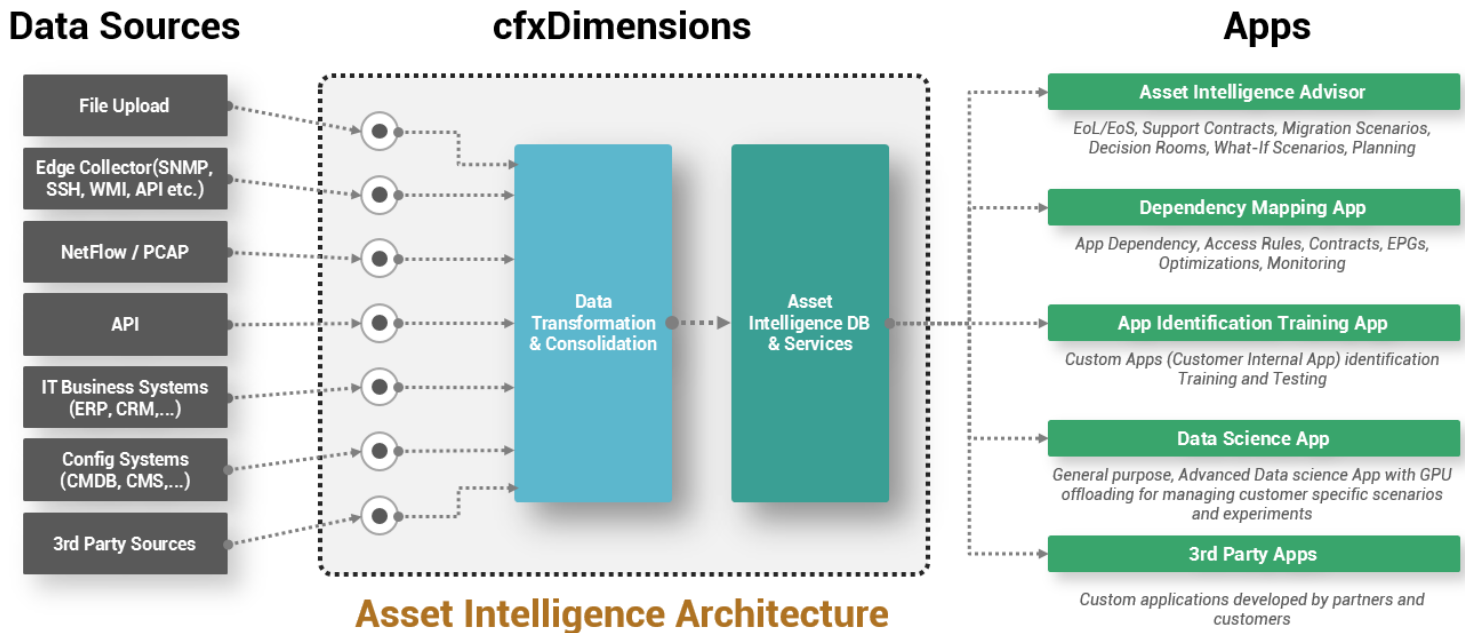 Data Sources
cfxDimensions
Apps
File Upload
Edge Collector(SNMP,
SSH, WMI, API etc.)
NetFlow / PCAP
API
IT Business Systems
(ERP, CRM,...)
Config Systems
(CMDB, CMS,...)
3rd Party Sources
Data
Transformation
& Consolidation
Asset
Intelligence DB
& Services
Asset Intelligence Advisor
EoL/EoS, Support Contracts, Migration Scenarios,
Decision Rooms, What-If Scenarios, Planning
Dependency Mapping App
App Dependency, Access Rules, Contracts, EPGs,
Optimizations, Monitoring
App Identification Training App
Custom Apps (Customer Internal App) identification
Training and Testing
Data Science App
General purpose, Advanced Data science App with GPU
offloading for managing customer specific scenarios
and experiments
3rd Party Apps
Custom applications developed by partners and
customers
Asset Intelligence Architecture